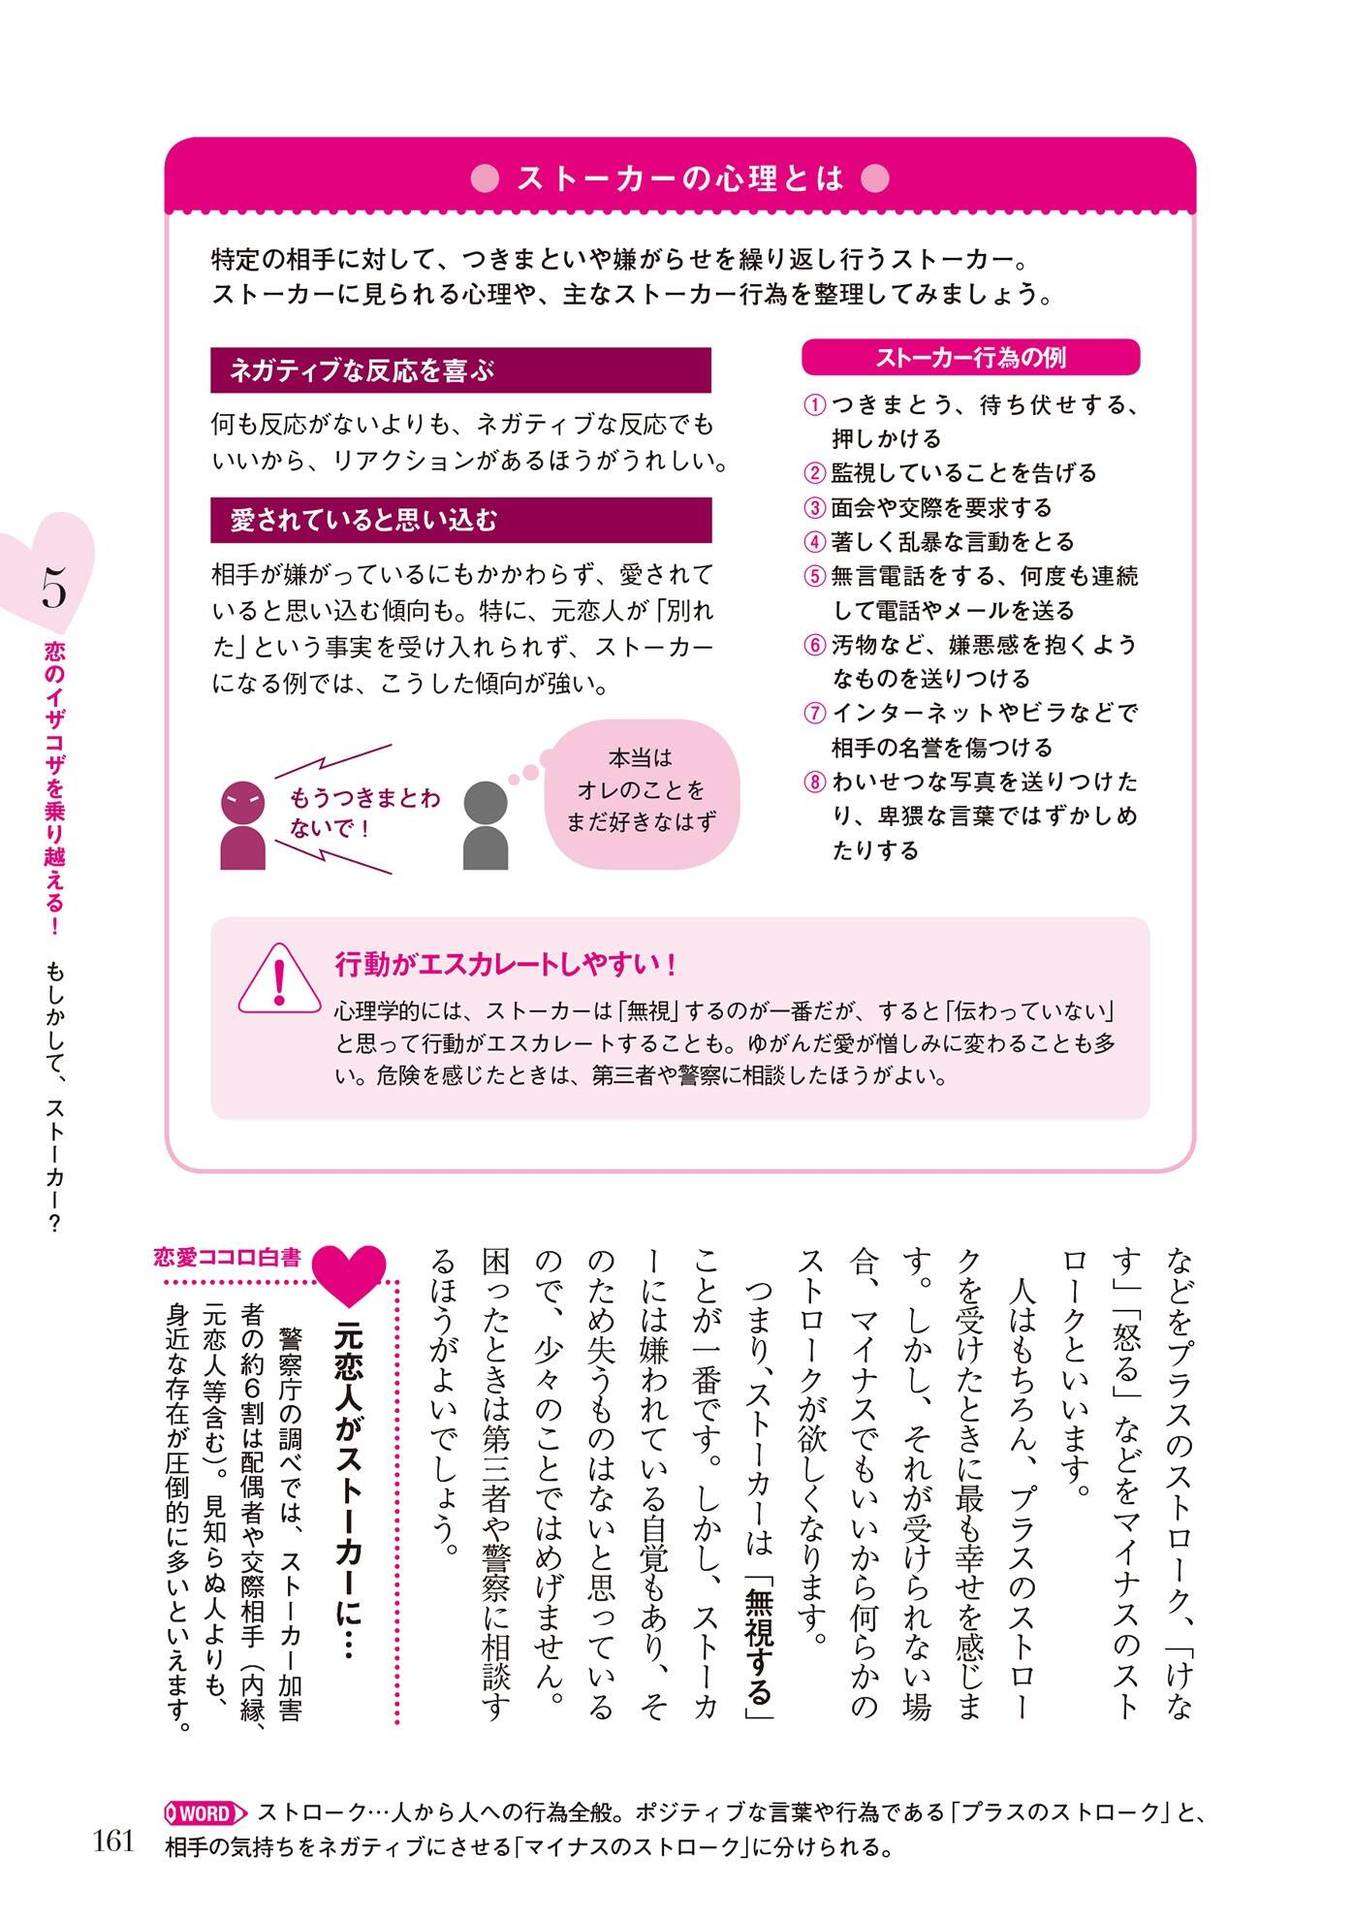 ストーカーの心理とは
特定の相手に対して、つきまといや嫌がらせを繰り返し行うストーカー。
ストーカーに見られる心理や、主なストーカー行為を整理してみましょう。
ネガティブな反応を喜ぶ
何も反応がないよりも、ネガティブな反応でも
いいから、リアクションがあるほうがうれしい。
愛されていると思い込む
相手が嫌がっているにもかかわらず、愛されて
いると思い込む傾向も。特に、元恋人が「別れ
た」という事実を受け入れられず、ストーカー
になる例では、こうした傾向が強い。
もうつきまとわ
ないで！
本当は
オレのことを
まだ好きなはず
ストーカー行為の例
①つきまとう、待ち伏せする、
押しかける
②監視していることを告げる
③面会や交際を要求する
④著しく乱暴な言動をとる
⑤無言電話をする、何度も連続
して電話やメールを送る
⑥汚物など、嫌悪感を抱くよう
なものを送りつける
⑦インターネットやビラなどで
相手の名誉を傷つける
⑧わいせつな写真を送りつけた
り、卑猥な言葉ではずかしめ
たりする
行動がエスカレートしやすい！
心理学的には、ストーカーは「無視」するのが一番だが、すると「伝わっていない」
と思って行動がエスカレートすることも。ゆがんだ愛が憎しみに変わることも多
い。危険を感じたときは、第三者や警察に相談したほうがよい。
などをプラスのストローク、「けな
す」「怒る」などをマイナスのスト
ロークといいます。
人はもちろん、プラスのストロー
クを受けたときに最も幸せを感じま
す。しかし、それが受けられない場
合、マイナスでもいいから何らかの
ストロークが欲しくなります。
つまり、ストーカーは「無視する」
ことが一番です。しかし、ストーカ
ーには嫌われている自覚もあり、そ
のため失うものはないと思っている
ので、少々のことではめげません。
困ったときは第三者や警察に相談す
るほうがよいでしょう。
恋愛ココロ白書
元恋人がストーカーに…
警察庁の調べでは、ストーカー加害
者の約6割は配偶者や交際相手（内縁、
元恋人等含む）。見知らぬ人よりも、
身近な存在が圧倒的に多いといえます。
5
恋のイザコザを乗り越える！ もしかして、ストーカー？
WORD ストローク…人から人への行為全般。ポジティブな言葉や行為である「プラスのストローク」と、
相手の気持ちをネガティブにさせる「マイナスのストローク」に分けられる。
161